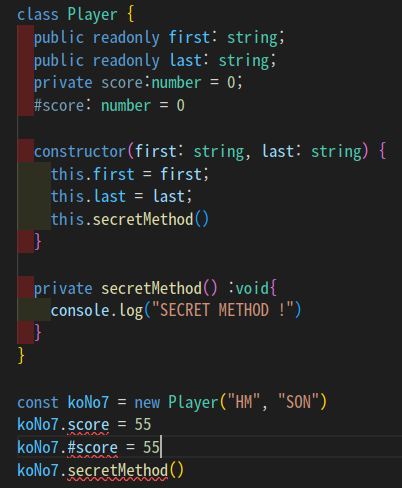 class Player {
public readonly first: string;
public readonly last: string;
private score:number = 0;
#score: number = 0
constructor(first: string, last: string) {
this.first = first;
this.last = last;
this.secretMethod()
}
private secretMethod() :void{
console.log("SECRET METHOD !")
}
}
const koNo7 = new Player("HM", "SON")
koNo7.score = 55
koNo7.#score = 55
koNo7.secretMethod()